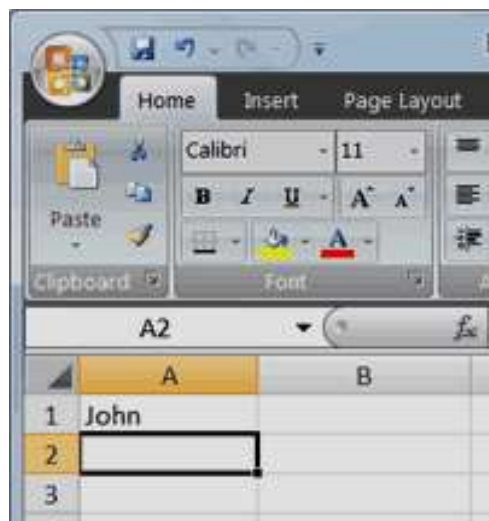 Home Insert Page Layout
Calibri 11
B I U A A
Paste
A
Clipboard Font
A2 fx
A B
1 John
2
3